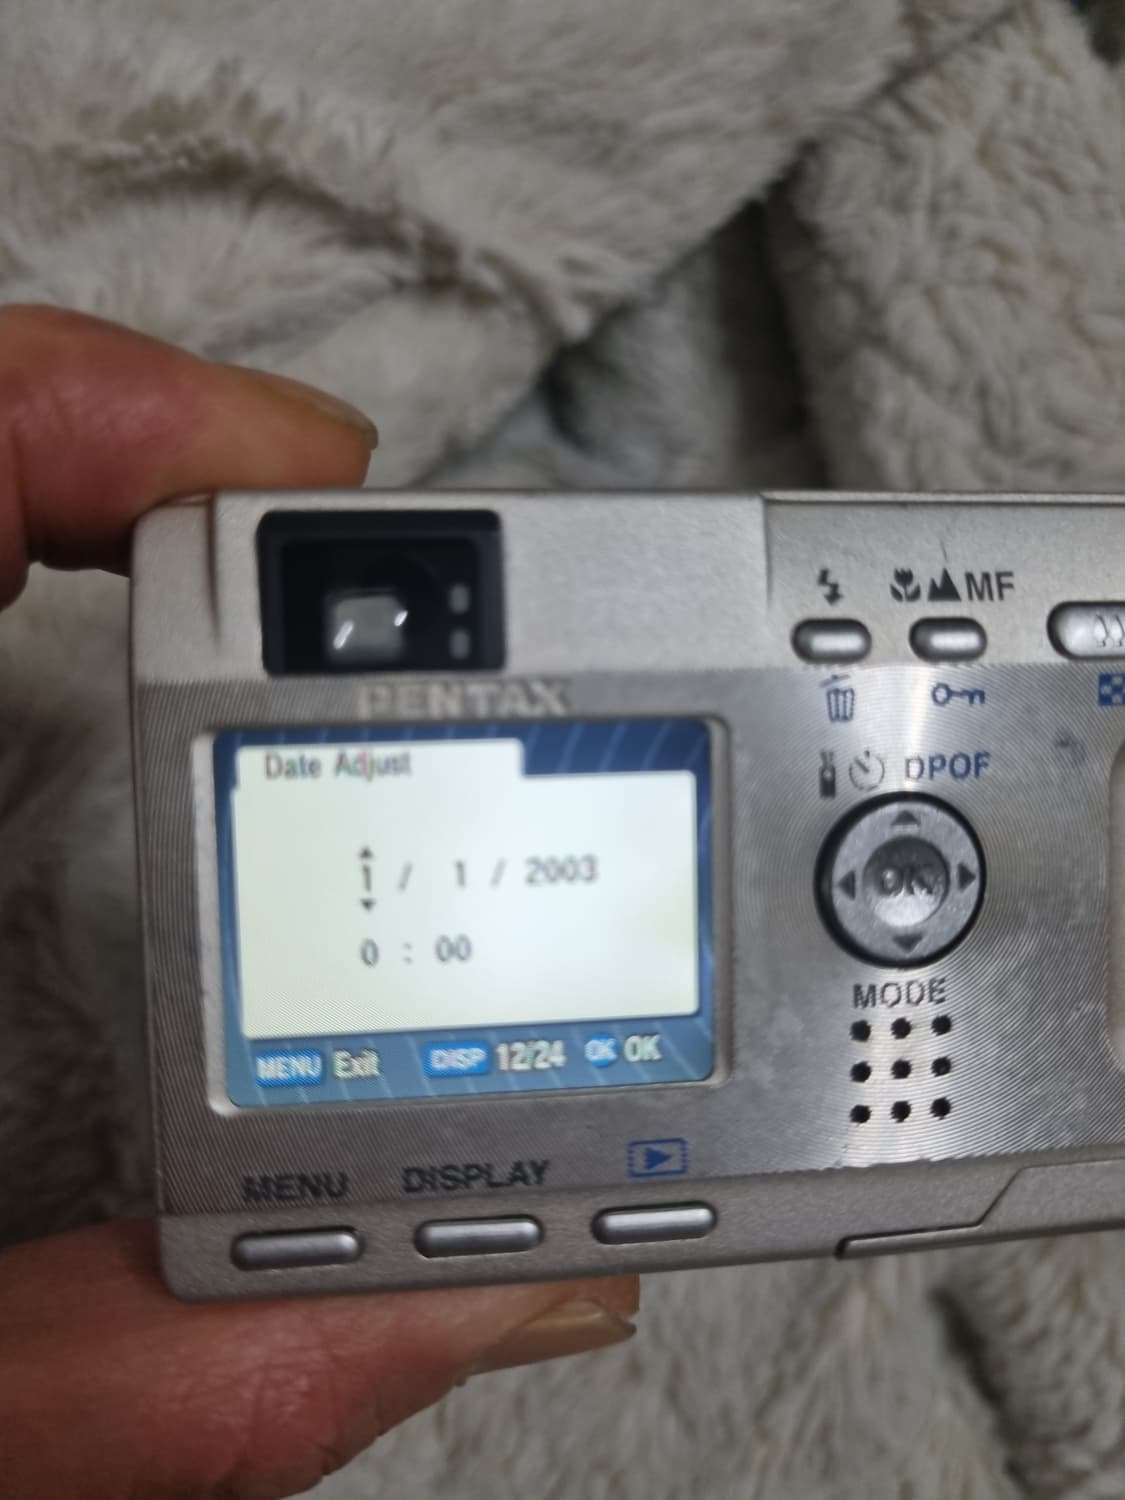 MF
PENTAX
DPOF
Date Adjust
1 / 1 / 2003
0 : 00
OK
MODE
MENU Exit DISP 12/24 OK OK
MENU DISPLAY